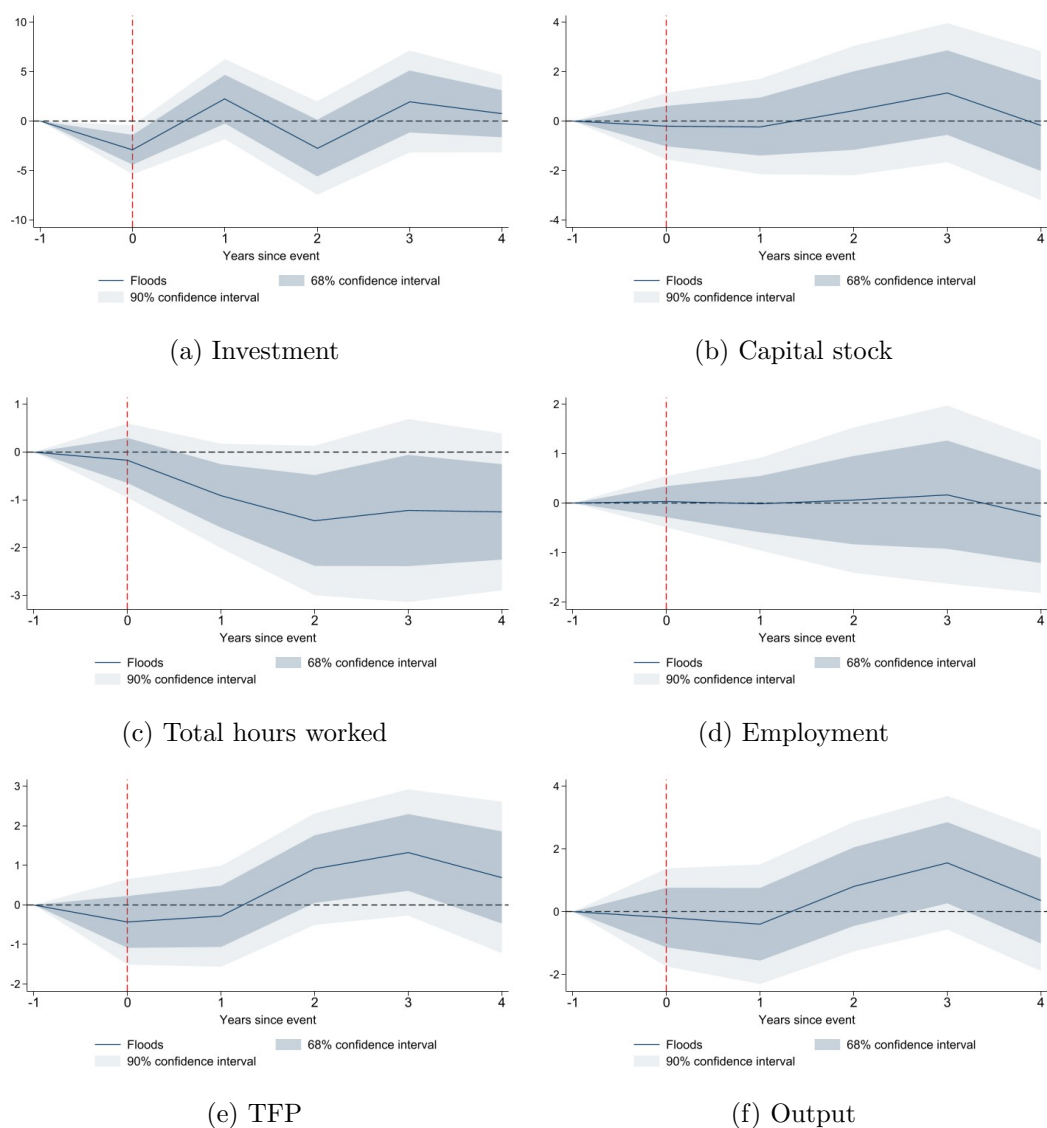 10
5
0
-5
-10
-1 0 1 2 3 4
Years since event
Floods 68% confidence interval
90% confidence interval
(a) Investment
4
2
0
-2
-4
-1 0 1 2 3 4
Years since event
Floods 68% confidence interval
90% confidence interval
(b) Capital stock
1
0
-1
-2
-3
-1 0 1 2 3 4
Years since event
Floods 68% confidence interval
90% confidence interval
(c) Total hours worked
2
1
0
-1
-2
-1 0 1 2 3 4
Years since event
Floods 68% confidence interval
90% confidence interval
(d) Employment
3
2
1
0
-1
-2
-1 0 1 2 3 4
Years since event
Floods 68% confidence interval
90% confidence interval
(e) TFP
4
2
0
-2
-1 0 1 2 3 4
Years since event
Floods 68% confidence interval
90% confidence interval
(f) Output